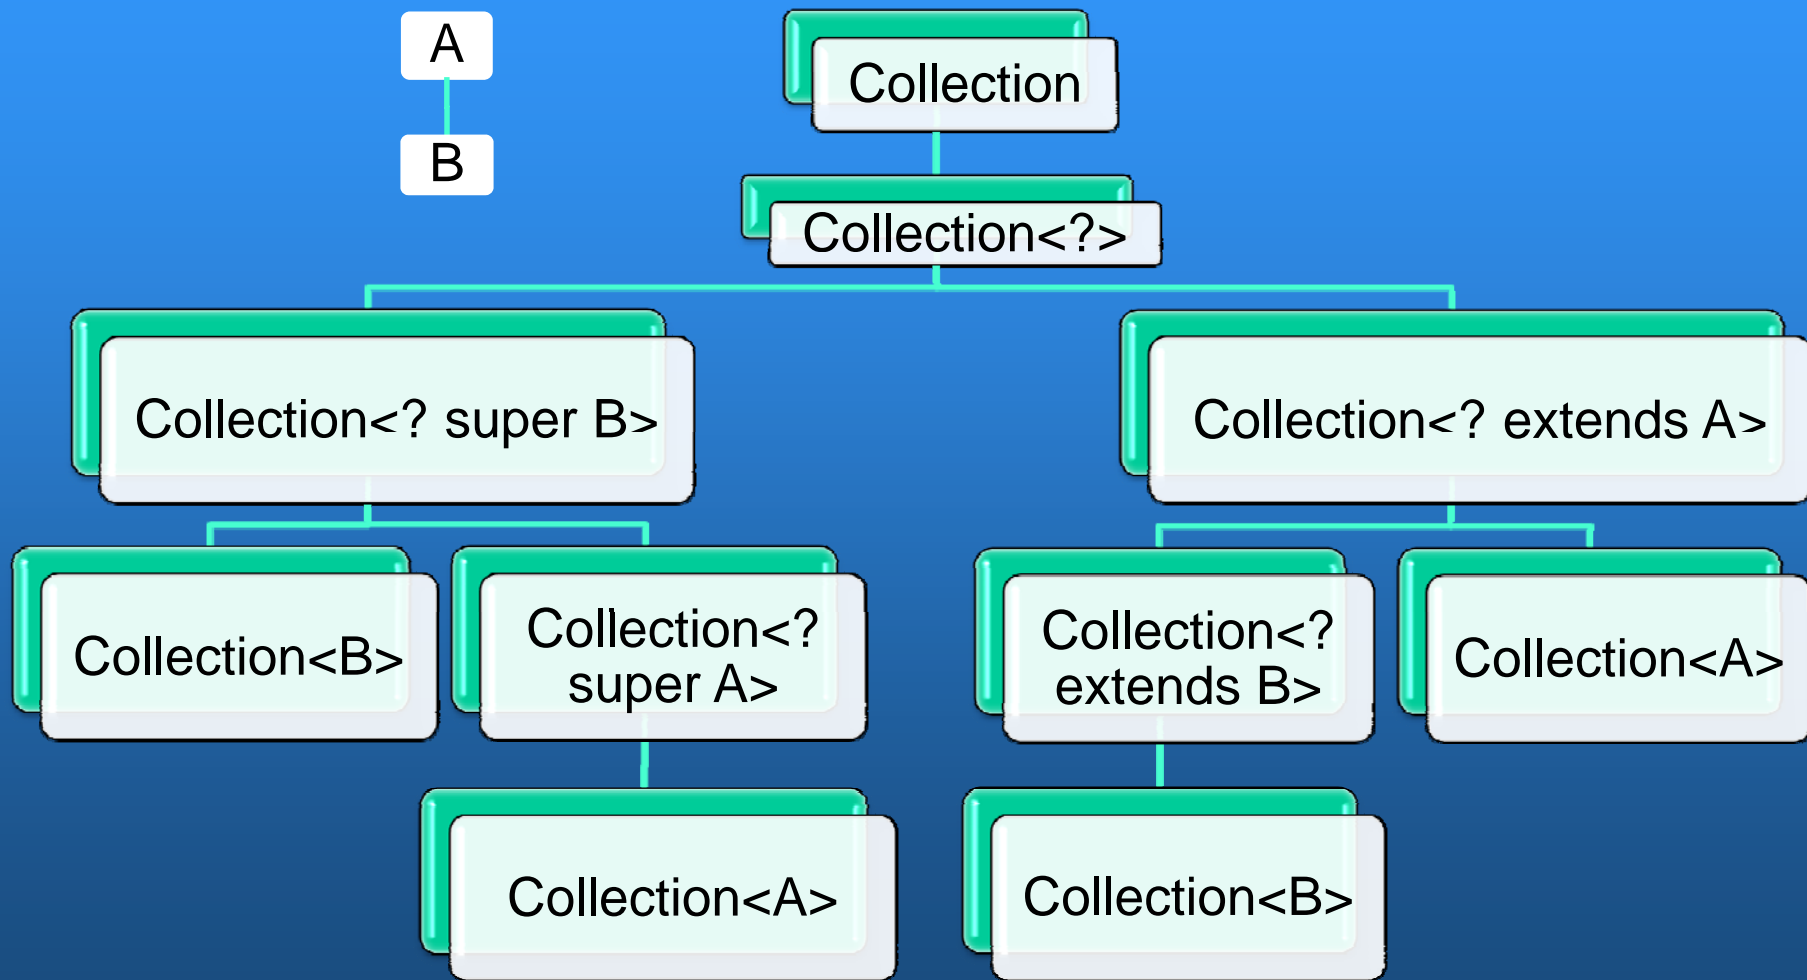 A
B
Collection
Collection<?>
Collection<? super B>
Collection<? extends A>
Collection<B>
Collection<?
super A>
Collection<?
extends B>
Collection<A>
Collection<A>
Collection<B>